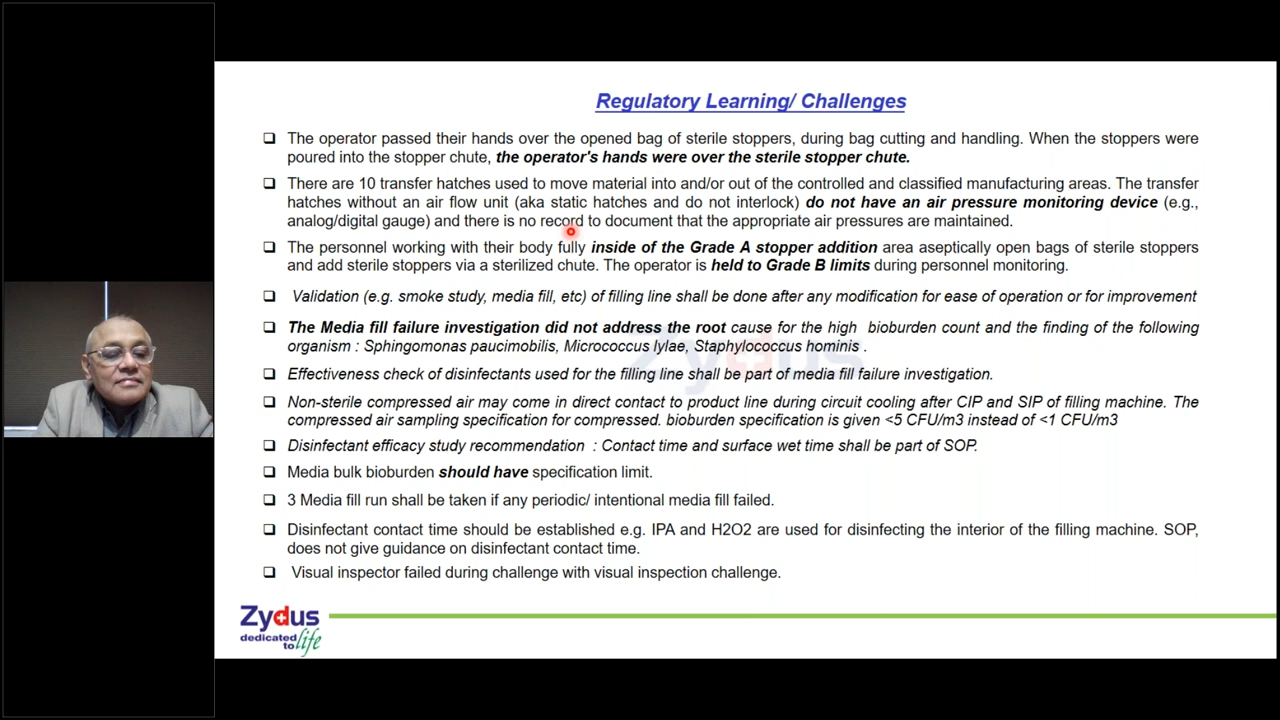 Regulatory Learning/ Challenges
The operator passed their hands over the opened bag of sterile stoppers, during bag cutting and handling. When the stoppers were
poured into the stopper chute, the operator's hands were over the sterile stopper chute.
There are 10 transfer hatches used to move material into and/or out of the controlled and classified manufacturing areas. The transfer
hatches without an air flow unit (aka static hatches and do not interlock) do not have an air pressure monitoring device (e.g.,
analog/digital gauge) and there is no record to document that the appropriate air pressures are maintained.
The personnel working with their body fully inside of the Grade A stopper addition area aseptically open bags of sterile stoppers
and add sterile stoppers via a sterilized chute. The operator is held to Grade B limits during personnel monitoring.
Validation (e.g. smoke study, media fill, etc) of filling line shall be done after any modification for ease of operation or for improvement
The Media fill failure investigation did not address the root cause for the high bioburden count and the finding of the following
organism : Sphingomonas paucimobilis, Micrococcus lylae, Staphylococcus hominis .
Effectiveness check of disinfectants used for the filling line shall be part of media fill failure investigation.
Non-sterile compressed air may come in direct contact to product line during circuit cooling after CIP and SIP of filling machine. The
compressed air sampling specification for compressed. bioburden specification is given <5 CFU/m3 instead of <1 CFU/m3
Disinfectant efficacy study recommendation : Contact time and surface wet time shall be part of SOP.
Media bulk bioburden should have specification limit.
3 Media fill run shall be taken if any periodic/ intentional media fill failed.
Disinfectant contact time should be established e.g. IPA and H2O2 are used for disinfecting the interior of the filling machine. SOP,
does not give guidance on disinfectant contact time.
Visual inspector failed during challenge with visual inspection challenge.
Zydus
dedicated
to life